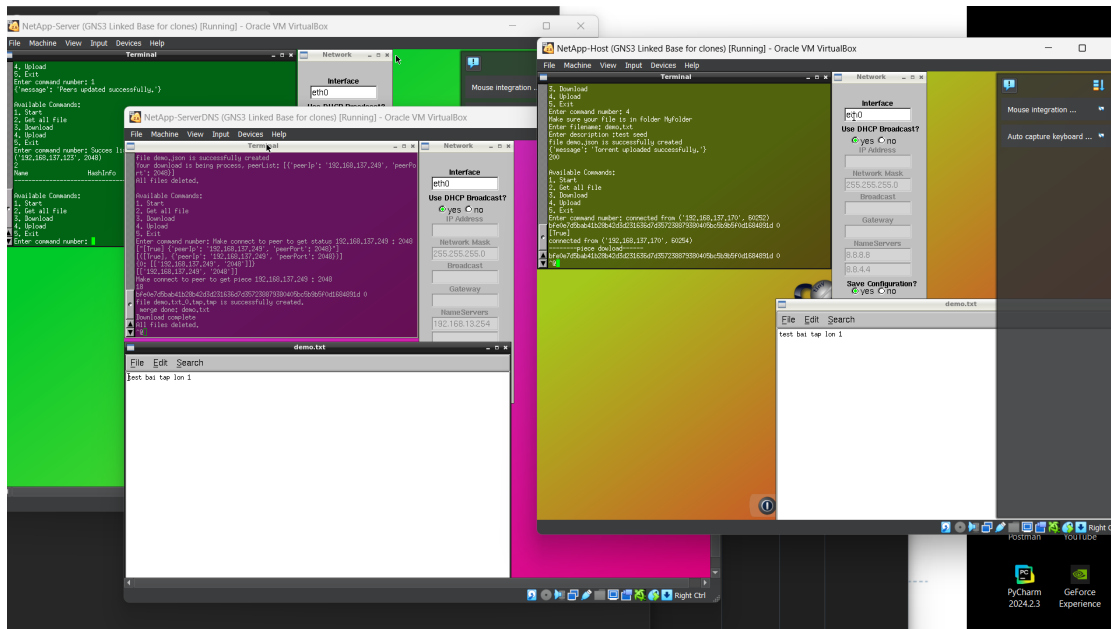 NetApp-Server (GNS3 Linked Base for clones) [Running] - Oracle VM VirtualBox
File Machine View Input Devices Help
Terminal
4. Upload
5. Exit
Enter command number: 1
{'message': 'Peers updated successfully.'}
Available Commands:
1. Start
2. Get all file
3. Download
4. Upload
5. Exit
Enter command number: Succes li
('192.168.137.123', 2048)
2
Name HashInfo
Available Commands:
1. Start
2. Get all file
3. Download
4. Upload
5. Exit
Enter command number:
Network
Interface
eth0
Use DHCP Broadcast?
Mouse integration ..
NetApp-ServerDNS (GNS3 Linked Base for clones) [Running] - Oracle VM VirtualBox
File Machine View Input Devices Help
Terminal
file demo.json is successfully created
Your download is being process, peerList: [{'peerIp': '192.168.137.249', 'peerPo
rt': 2048}]
All files deleted.
Available Commands:
1. Start
2. Get all file
3. Download
4. Upload
5. Exit
Enter command number: Make connect to peer to get status 192.168.137.249 : 2048
["[True] {'peerIp': '192.168.137.249', 'peerPort': 2048}"]
[([True], {'peerIp': '192.168.137.249', 'peerPort': 2048})]
{0: [['192.168.137.249', '2048']]}
[['192.168.137.249', '2048']]
Make connect to peer to get piece 192.168.137.249 : 2048
18
file demo.txt_0.tmp.tmp is successfully created.
merge done: demo.txt
Download complete
All files deleted.
^@
Network
Interface
eth0
Use DHCP Broadcast?
yes no
IP Address
Network Mask
255.255.255.0
Broadcast
Gateway
NameServers
192.168.13.254
demo.txt
File Edit Search
test bai tap lon 1
Right Ctrl
NetApp-Host (GNS3 Linked Base for clones) [Running] - Oracle VM VirtualBox
File Machine View Input Devices Help
Terminal
3. Download
4. Upload
5. Exit
Enter command number: 4
Make sure your file is in folder Myfolder
Enter filename: demo.txt
Enter description :test seed
file demo.json is successfully created
{'message': 'Torrent uploaded successfully.'}
200
Available Commands:
1. Start
2. Get all file
3. Download
4. Upload
5. Exit
Enter command number: connected from ('192.168.137.170', 60252)
[True]
connected from ('192.168.137.170', 60254)
--------piece dowload------
^@
Network
Interface
eth0
Use DHCP Broadcast?
yes no
IP Address
Network Mask
255.255.255.0
Broadcast
Gateway
NameServers
8.8.8.8
8.8.4.4
Save Configuration?
yes no
Mouse integration ...
Auto capture keyboard ...
demo.txt
File Edit Search
test bai tap lon 1
Right C
Postman
YouTube
PyCharm
2024.2.3
GeForce
Experience